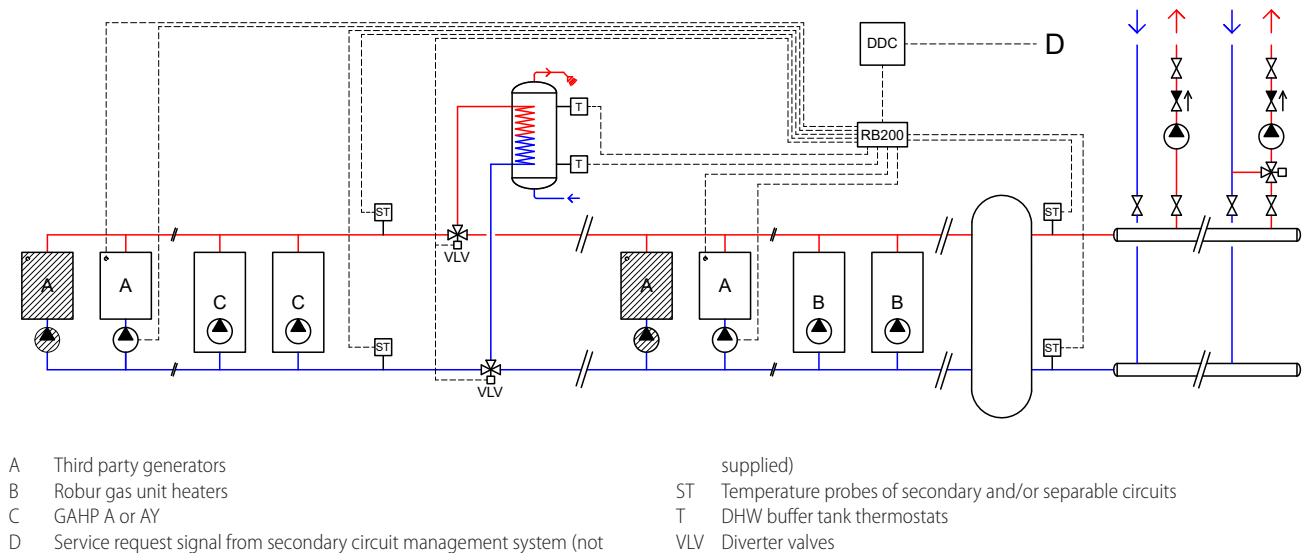 D
DDC
T
RB200
T
ST
ST
VLV
A
A
C
C
A
A
B
B
ST
ST
VLV
A Third party generators
B Robur gas unit heaters
C GAHP A or AY
D Service request signal from secondary circuit management system (not
supplied)
ST Temperature probes of secondary and/or separable circuits
T DHW buffer tank thermostats
VLV Diverter valves